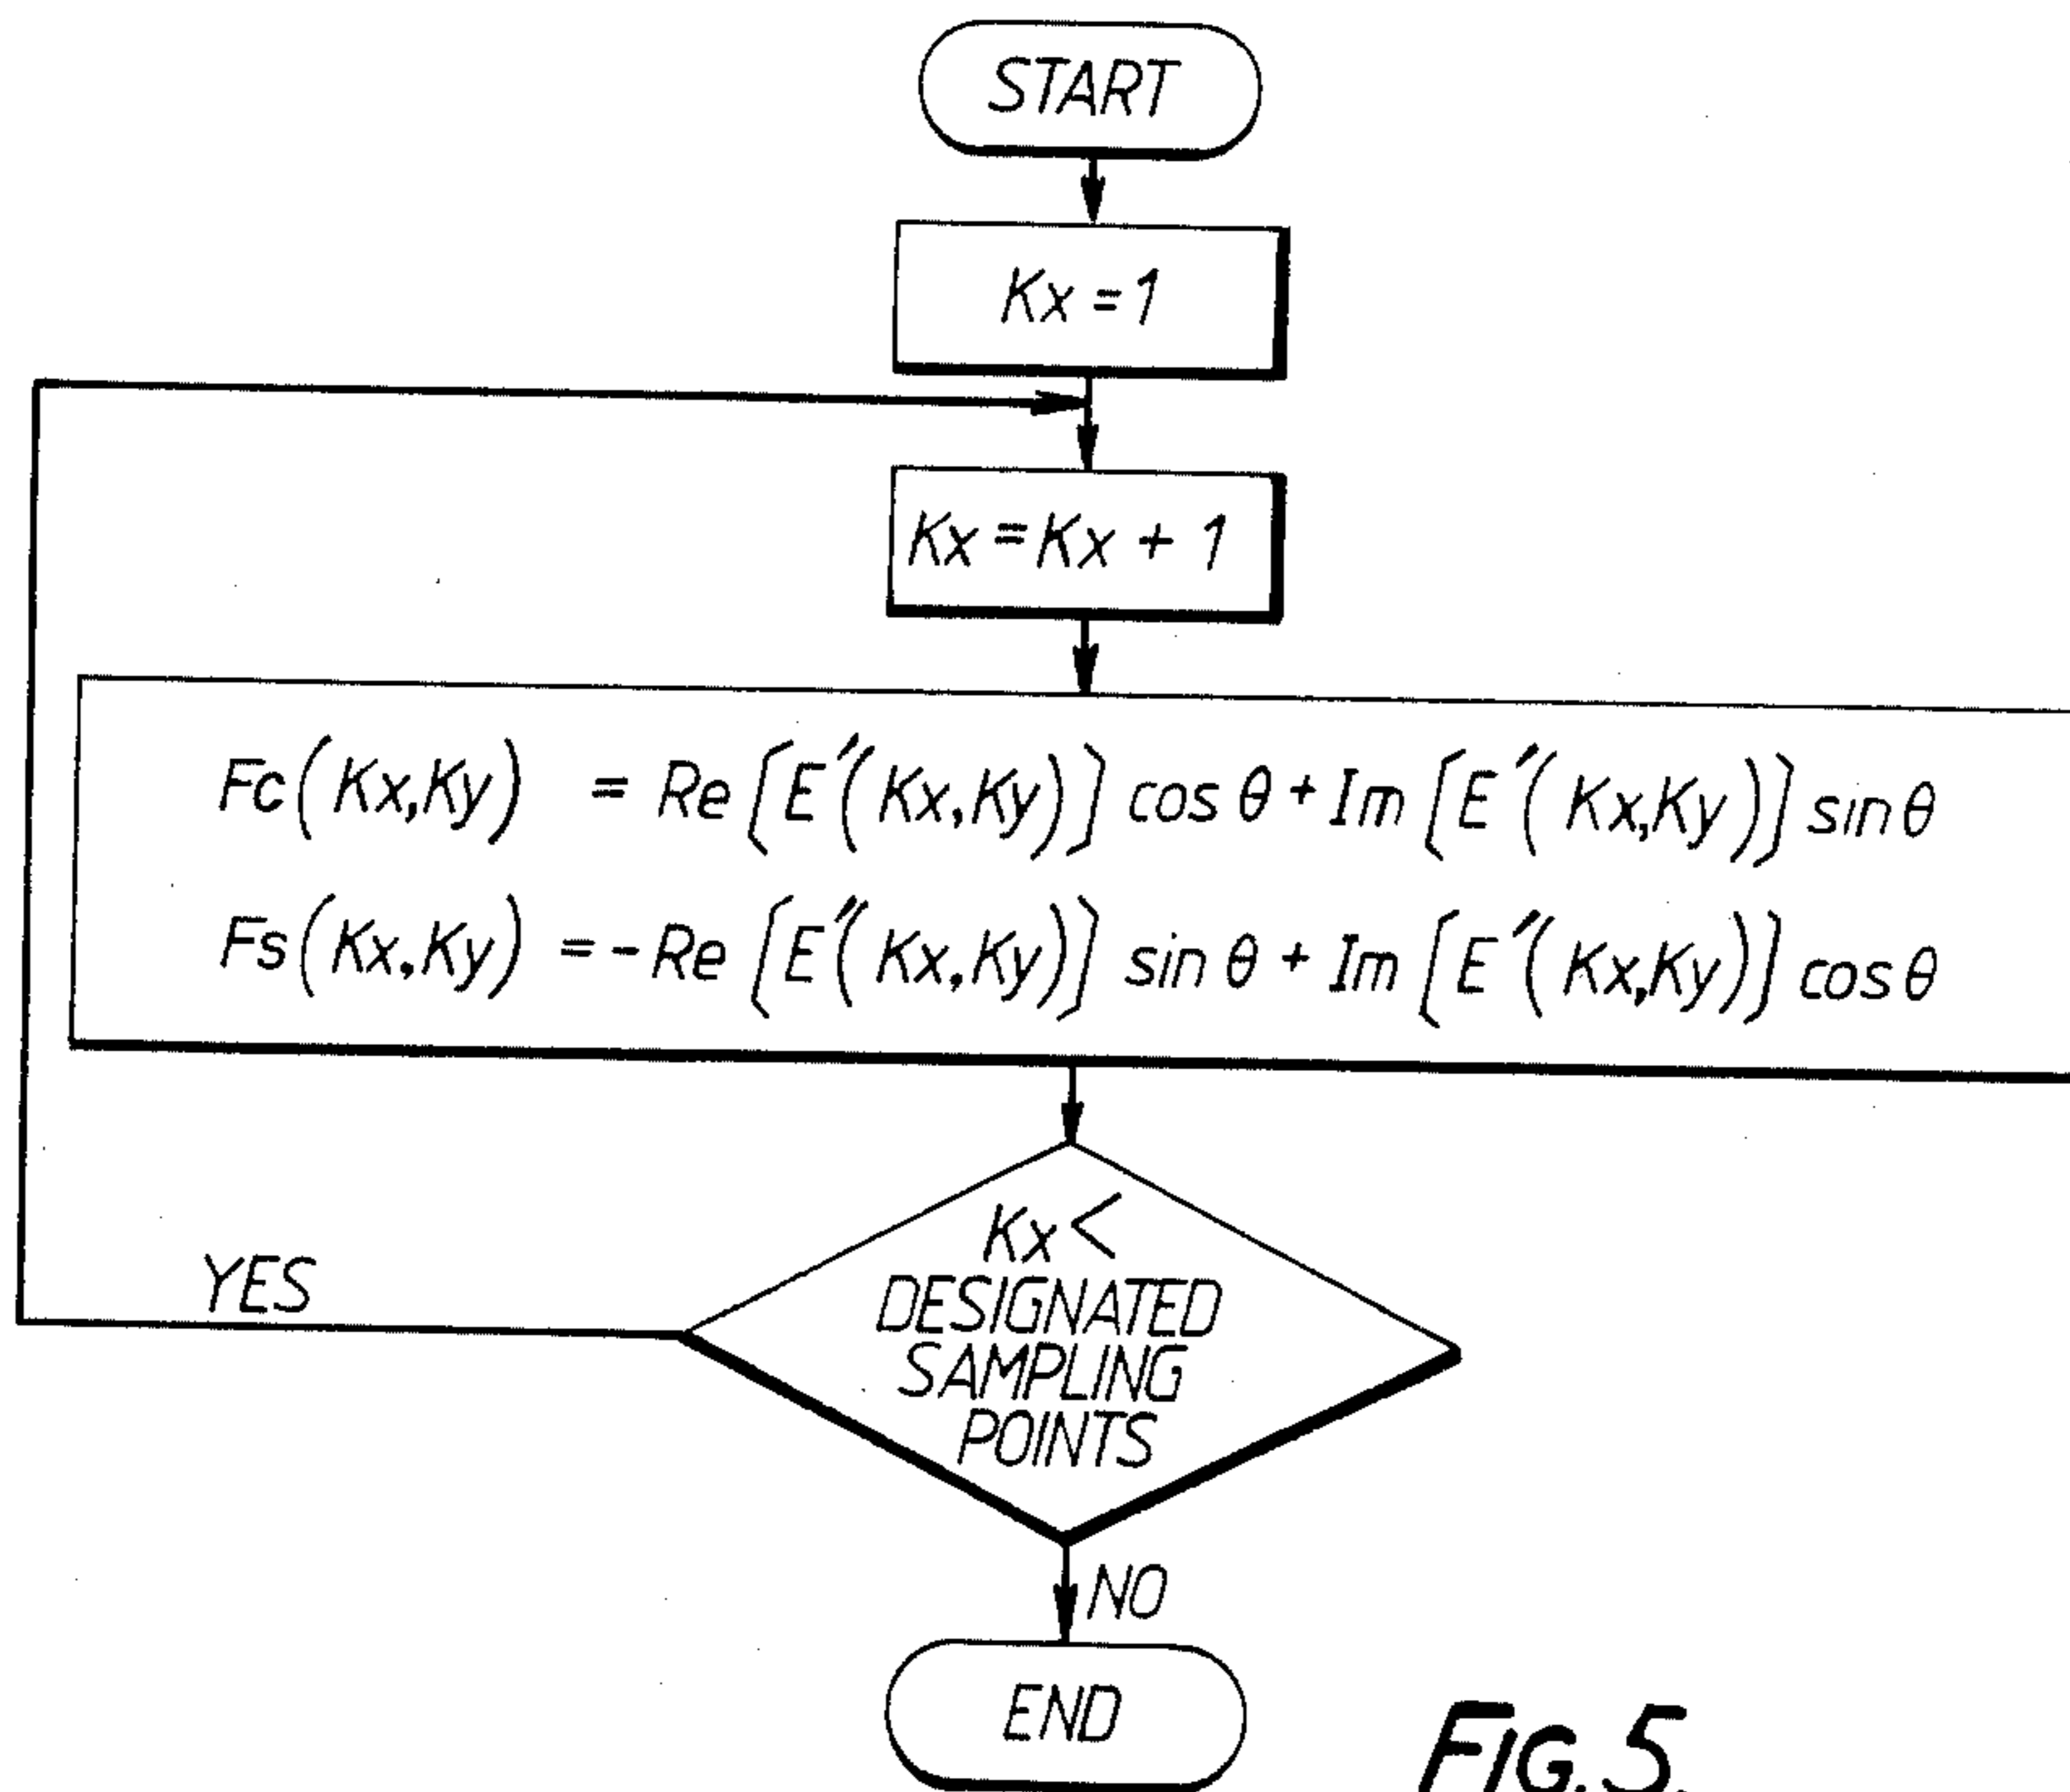 START
Kx = 1
Kx = Kx + 1
Fc(Kx,Ky) = Re[E″(Kx,Ky)] cos θ + Im[E″(Kx,Ky)] sin θ
Fs(Kx,Ky) = -Re[E″(Kx,Ky)] sin θ + Im[E″(Kx,Ky)] cos θ
Kx <
DESIGNATED
SAMPLING
POINTS
YES
NO
END
FIG. 5.